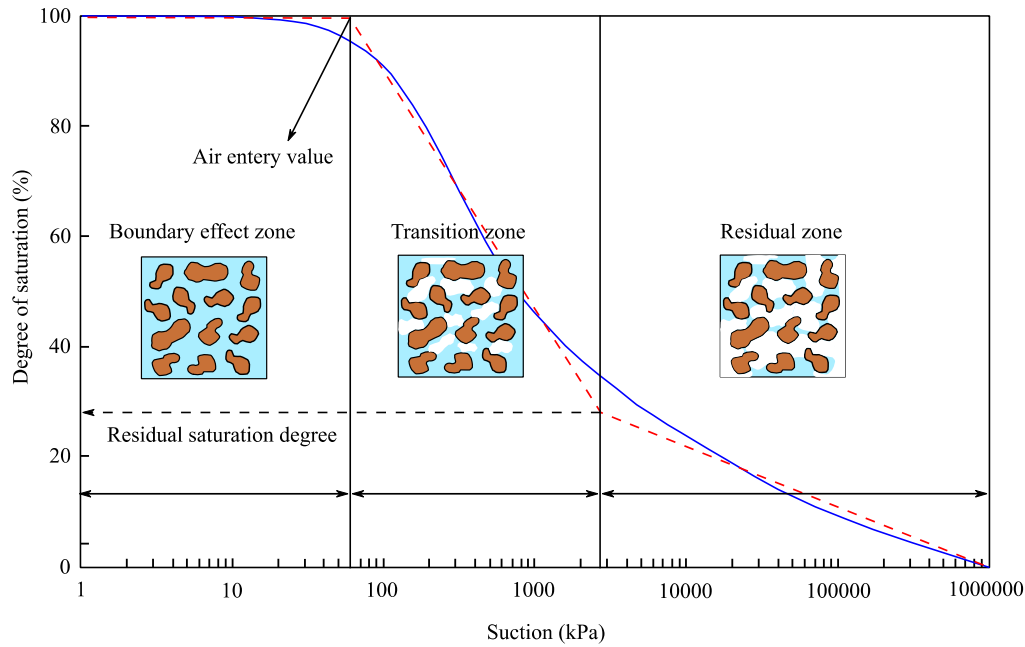 100
80
60
40
20
0
Degree of saturation (%)
Air entery value
Boundary effect zone
Transition zone
Residual zone
Residual saturation degree
1
10
100
1000
10000
100000
1000000
Suction (kPa)